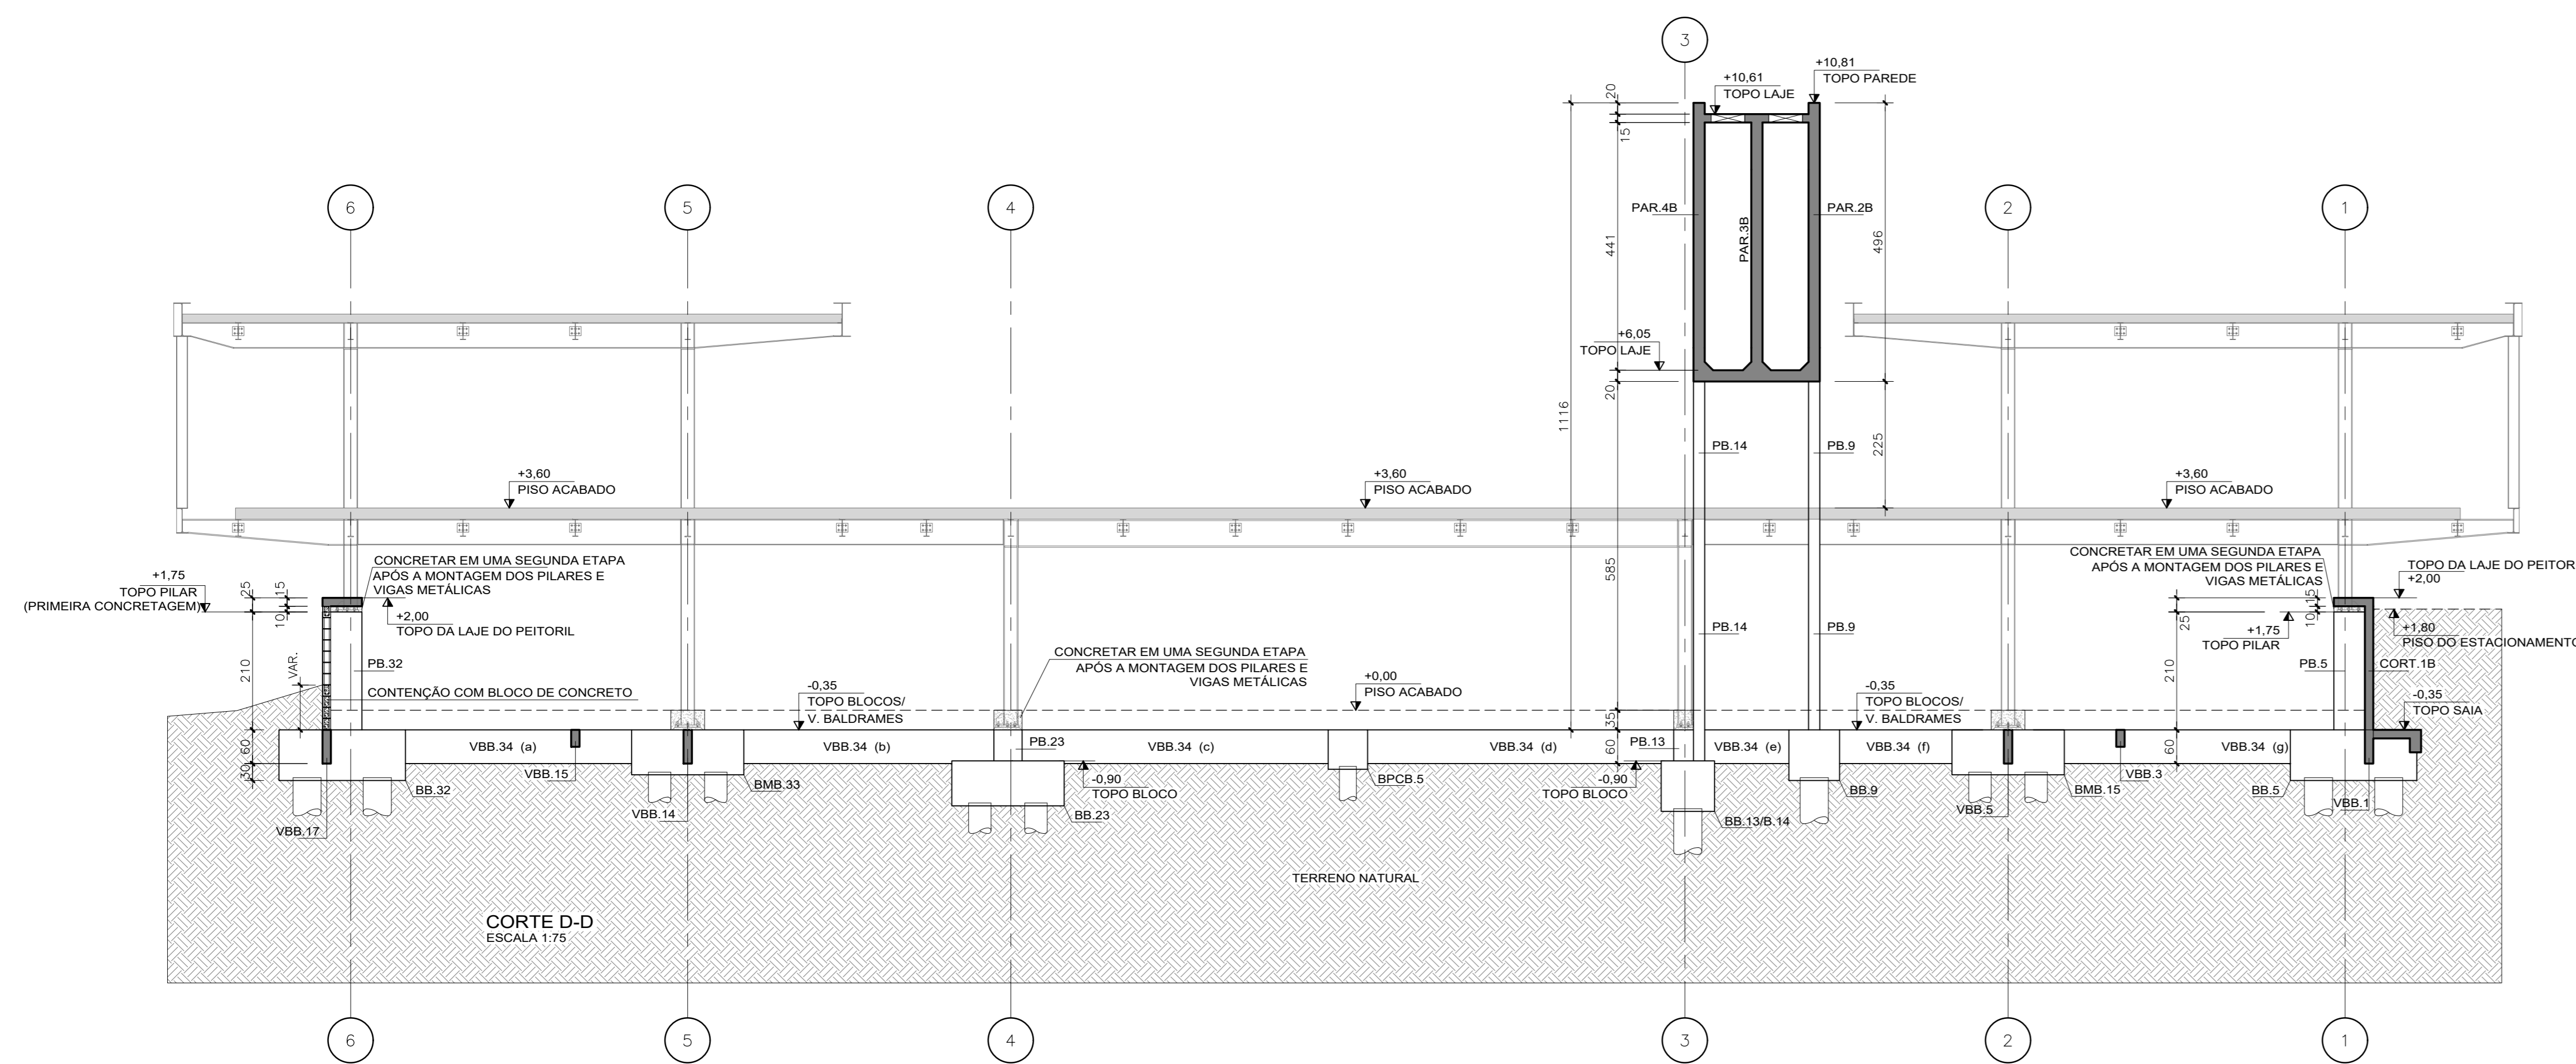 3
+10,81
TOPO PAREDE
+10,61
TOPO LAJE
20
15
6
5
4
PAR.4B
PAR.3B
PAR.2B
2
1
441
496
1116
+6,05
TOPO LAJE
20
PB.14
PB.9
225
+3,60
PISO ACABADO
+3,60
PISO ACABADO
+3,60
PISO ACABADO
585
CONCRETAR EM UMA SEGUNDA ETAPA
APÓS A MONTAGEM DOS PILARES E
VIGAS METÁLICAS
+1,75
TOPO PILAR
(PRIMEIRA CONCRETAGEM)
25
15
10
+2,00
TOPO DA LAJE DO PEITORIL
210
VAR.
PB.32
CONTENÇÃO COM BLOCO DE CONCRETO
CONCRETAR EM UMA SEGUNDA ETAPA
APÓS A MONTAGEM DOS PILARES E
VIGAS METÁLICAS
PB.14
PB.9
CONCRETAR EM UMA SEGUNDA ETAPA
APÓS A MONTAGEM DOS PILARES E
VIGAS METÁLICAS
TOPO DA LAJE DO PEITOR
+2,00
15
10
25
+1,75
TOPO PILAR
+1,80
PISO DO ESTACIONAMENTO
210
PB.5
CORT.1B
-0,35
TOPO SAIA
-0,35
TOPO BLOCOS/
V. BALDRAMES
+0,00
PISO ACABADO
-0,35
TOPO BLOCOS/
V. BALDRAMES
35
60
30
60
60
VBB.34 (a)
VBB.34 (b)
PB.23
VBB.34 (c)
VBB.34 (d)
PB.13
VBB.34 (e)
VBB.34 (f)
VBB.34 (g)
VBB.15
BB.32
BMB.33
-0,90
TOPO BLOCO
BPCB.5
-0,90
TOPO BLOCO
BB.9
VBB.3
BMB.15
BB.5
VBB.17
VBB.14
BB.23
BB.13/B.14
VBB.5
VBB.1
TERRENO NATURAL
CORTE D-D
ESCALA 1:75
6
5
4
3
2
1